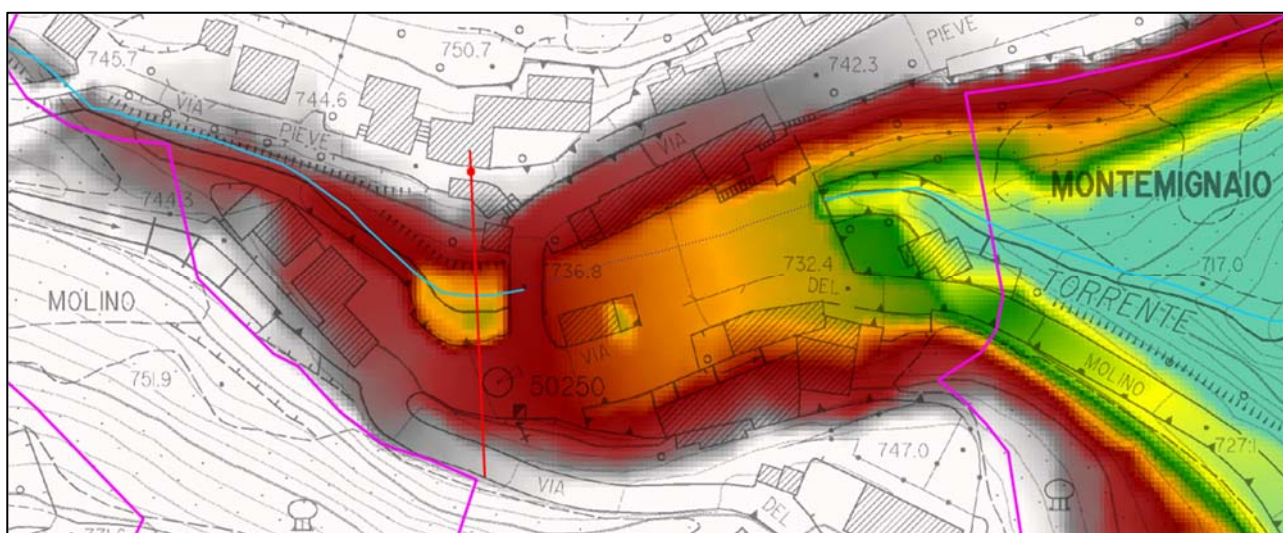 745.7
750.7
742.3
PIEVE
VIA
744.6
PIEVE
VIA
744.3
MONTEMIGNAIO
736.8
732.4
DEL
717.0
TORRENTE
MOLINO
VIA
MOLINO
751.9
50250
727.1
747.0
VIA
DEL